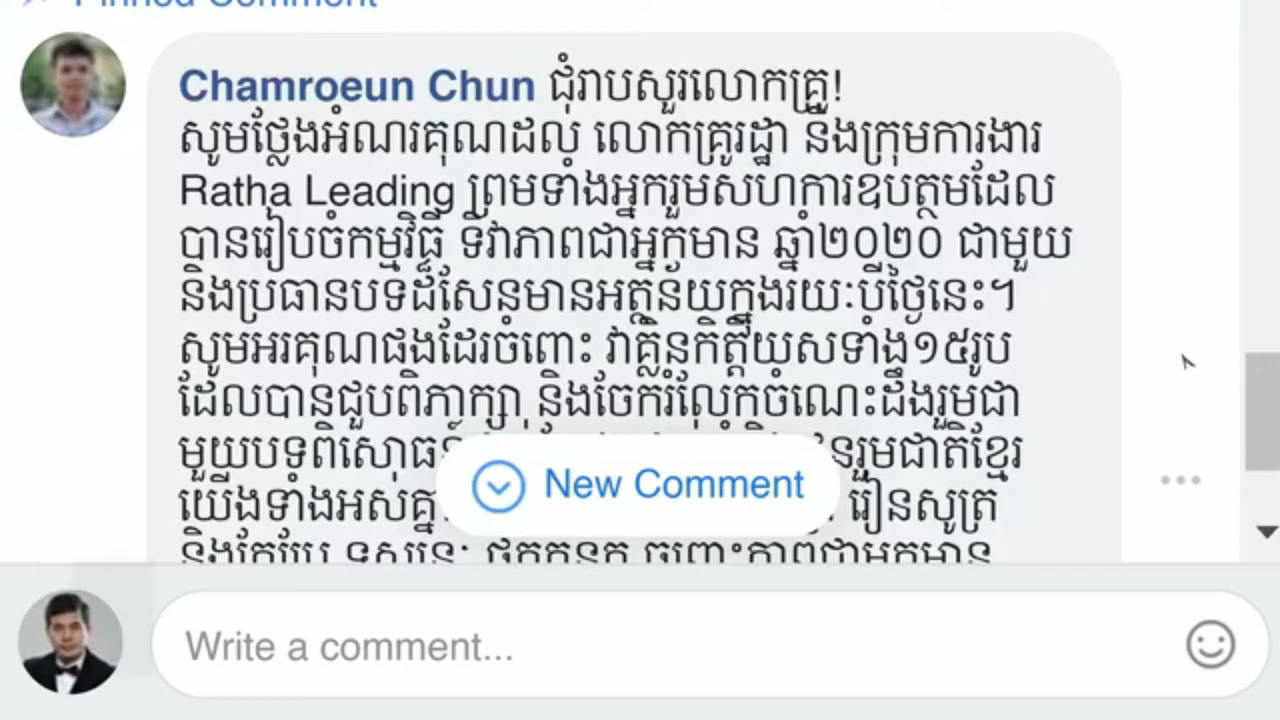 Pinned Comment
Chamroeun Chun ជំរាបសួរលោកគ្រូ!
សូមថ្លែងអំណរគុណដល់ លោកគ្រូរដ្ឋា និងក្រុមការងារ
Ratha Leading ព្រមទាំងអ្នករួមសហការឧបត្ថមដែល
បានរៀបចំកម្មវិធី ទិវាភាពជាអ្នកមាន ឆ្នាំ២០២០ ជាមួយ
និងប្រធានបទដ៏សែនមានអត្ថន័យក្នុងរយៈបីថ្ងៃនេះ។
សូមអរគុណផងដែរចំពោះ វាគ្មិនកិត្តិយសទាំង១៥រូប
ដែលបានជួបពិភាក្សា និងចែករំលែកចំណេះដឹងរួមជា
មួយបទពិសោធន៍ រួមជាតិខ្មែរ
យើងទាំងអស់គ្នា រៀនសូត្រ
New Comment
Write a comment...